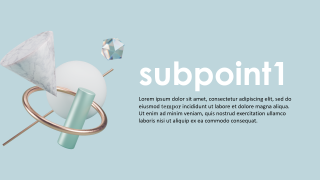 subpoint1
Lorem ipsum dolor sit amet, consectetur adipiscing elit, sed do
eiusmod tempor incididunt ut labore et dolore magna aliqua.
Ut enim ad minim veniam, quis nostrud exercitation ullamco
laboris nisi ut aliquip ex ea commodo consequat.